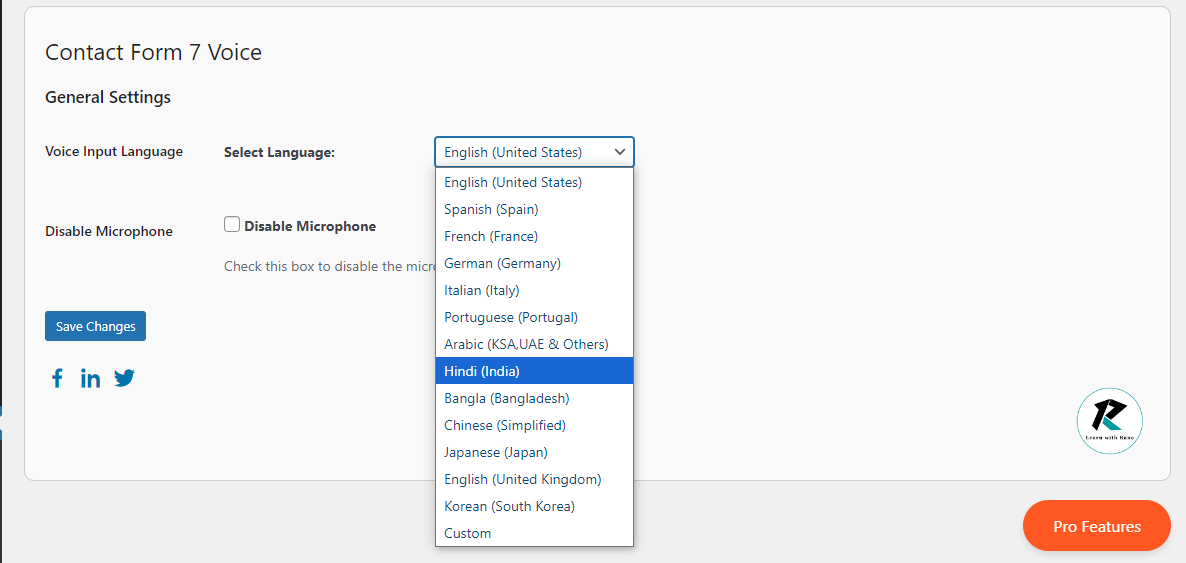 Contact Form 7 Voice
General Settings
Voice Input Language
Select Language:
English (United States)
English (United States)
Spanish (Spain)
French (France)
German (Germany)
Italian (Italy)
Portuguese (Portugal)
Arabic (KSA,UAE & Others)
Hindi (India)
Bangla (Bangladesh)
Chinese (Simplified)
Japanese (Japan)
English (United Kingdom)
Korean (South Korea)
Custom
Disable Microphone
Disable Microphone
Check this box to disable the micro
Save Changes
Learn with Rana
Pro Features